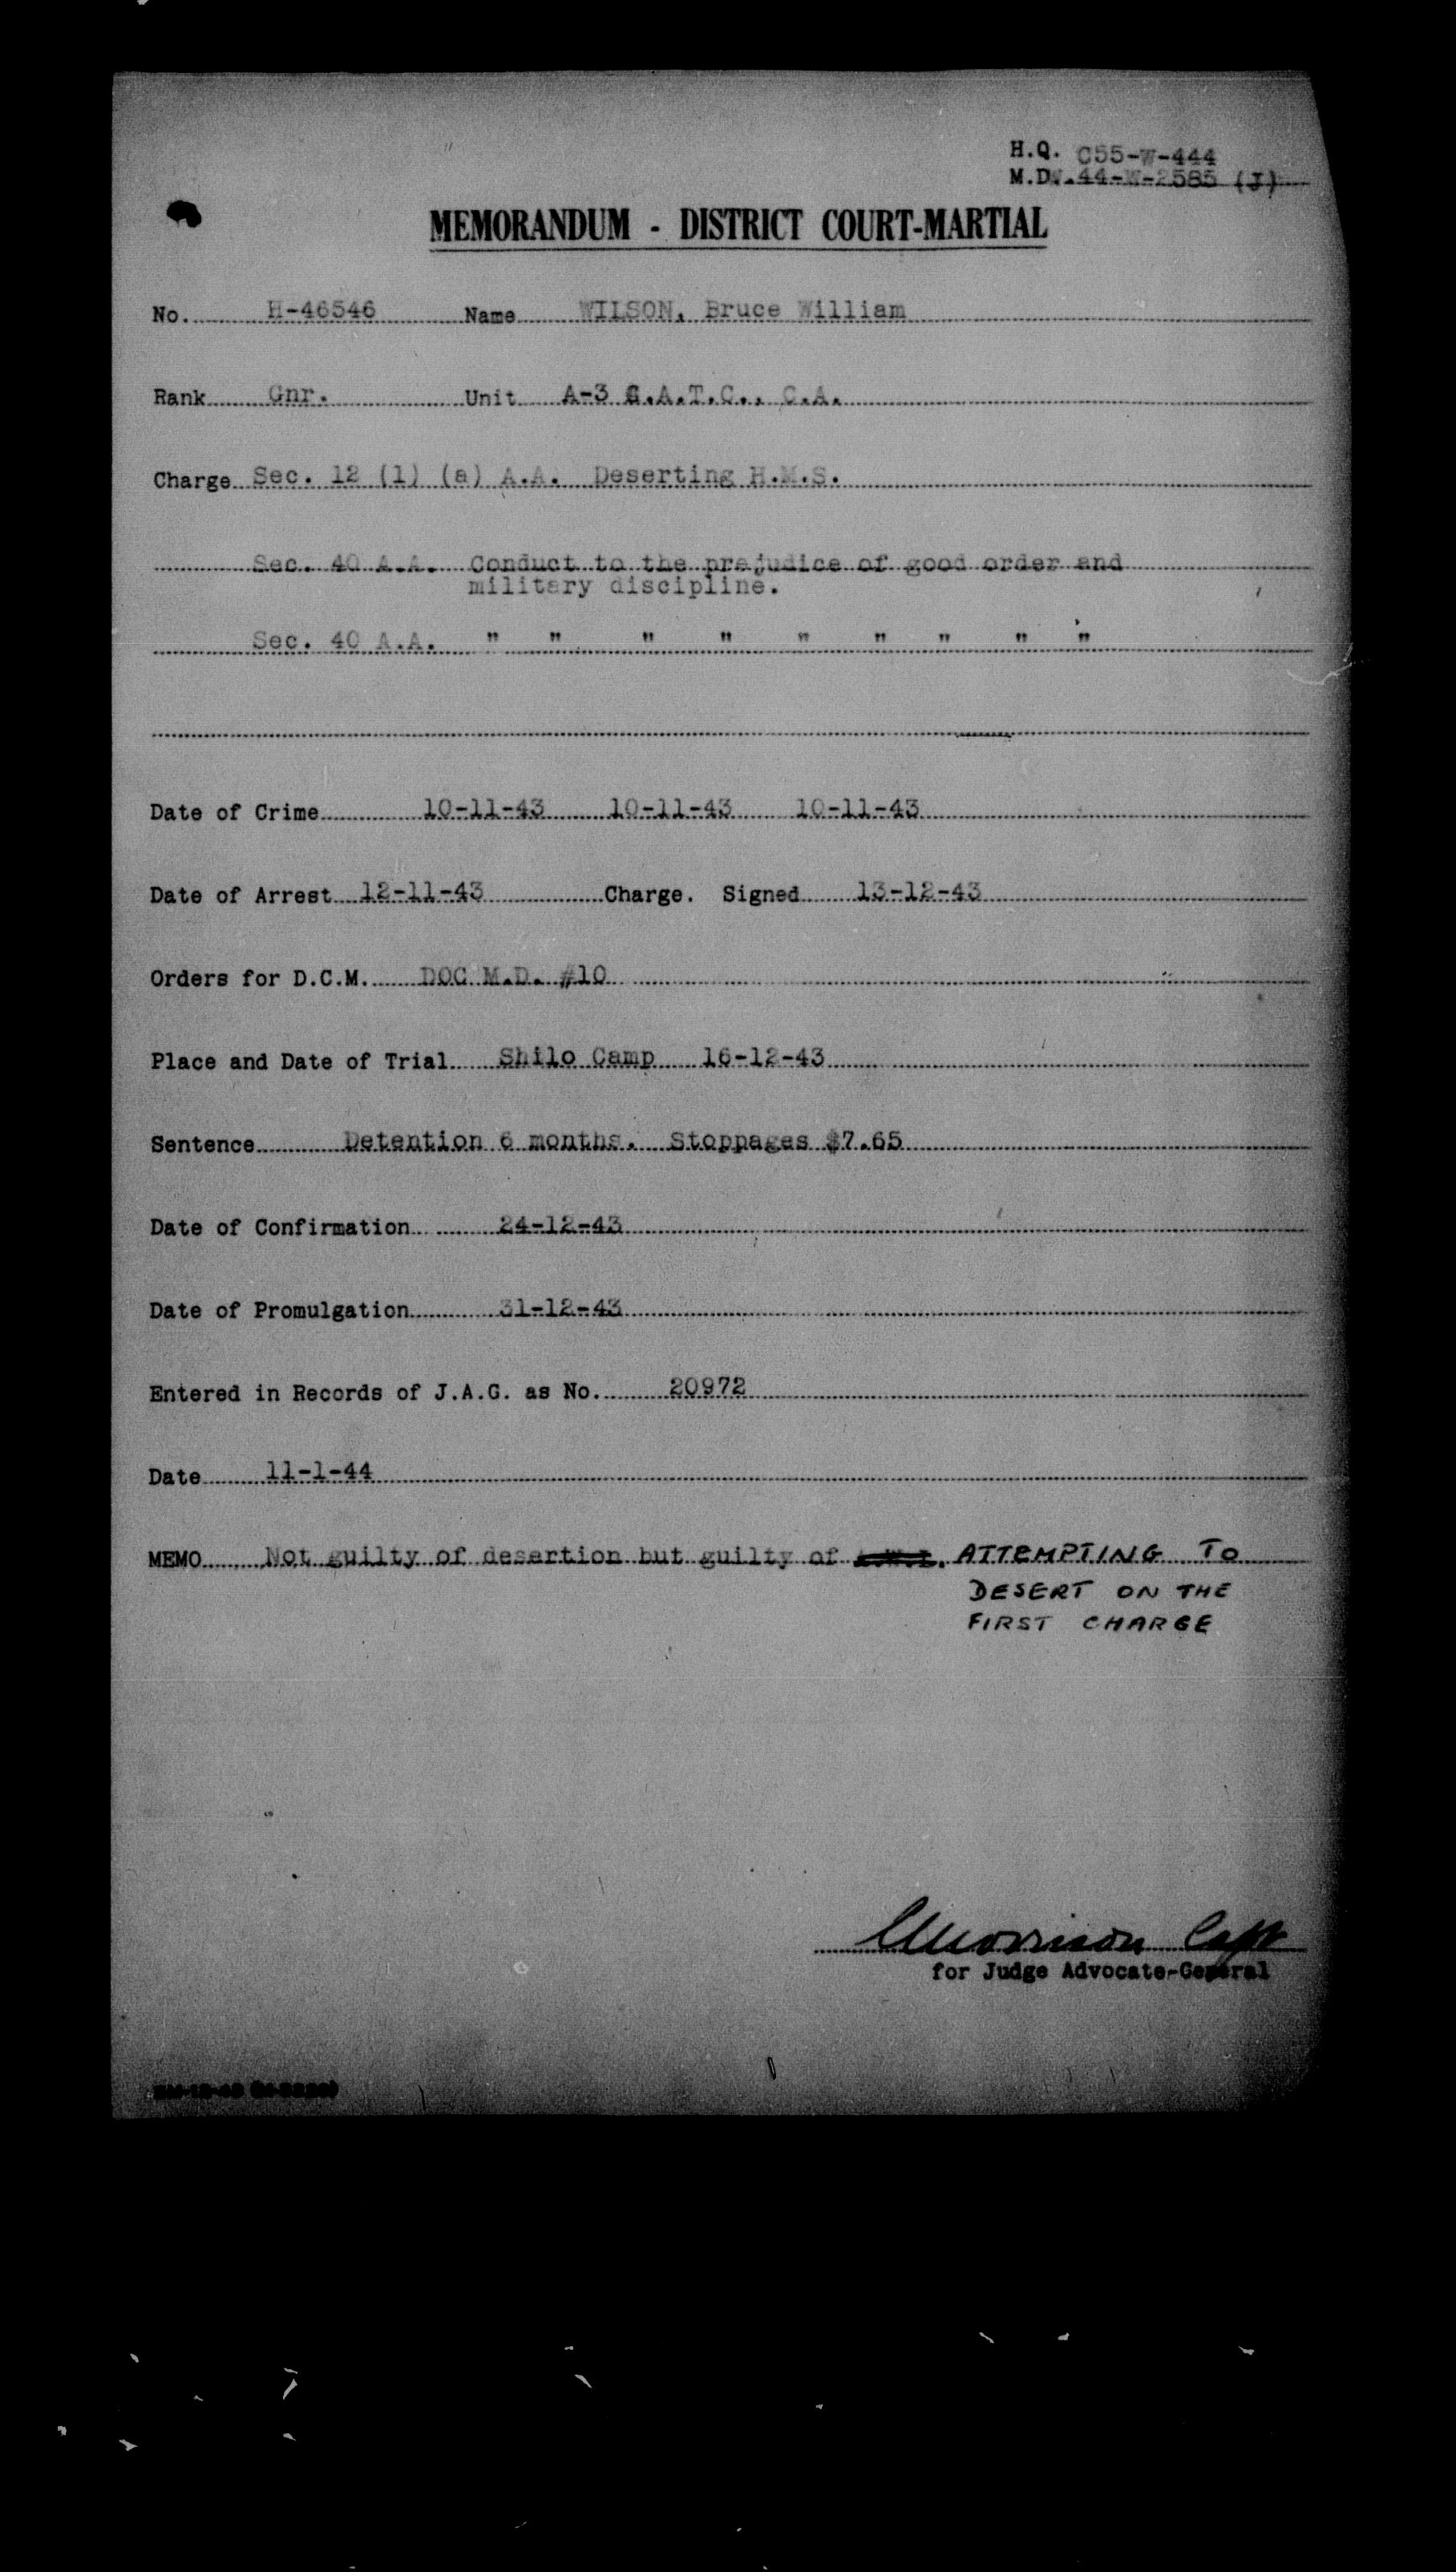 H.Q. C55-W-444
M.D. 44-W-2585 (J)
MEMORANDUM - DISTRICT COURT-MARTIAL
No. H-46546 Name WILSON, Bruce William
Rank Gnr. Unit A-3 C.A.T.C., C.A.
Charge Sec. 12 (1) (a) A.A. Deserting H.M.S.
Sec. 40 A.A. Conduct to the prejudice of good order and
military discipline.
Sec. 40 A.A. " " " " " " " " "
Date of Crime 10-11-43 10-11-43 10-11-43
Date of Arrest 12-11-43 Charge. Signed 13-12-43
Orders for D.C.M. DOC M.D. #10
Place and Date of Trial Shilo Camp 16-12-43
Sentence Detention 6 months. Stoppages $7.65
Date of Confirmation 24-12-43
Date of Promulgation 31-12-43
Entered in Records of J.A.G. as No. 20972
Date 11-1-44
MEMO Not guilty of desertion but guilty of ATTEMPTING TO
DESERT ON THE
FIRST CHARGE
Morrison Capt
for Judge Advocate-General